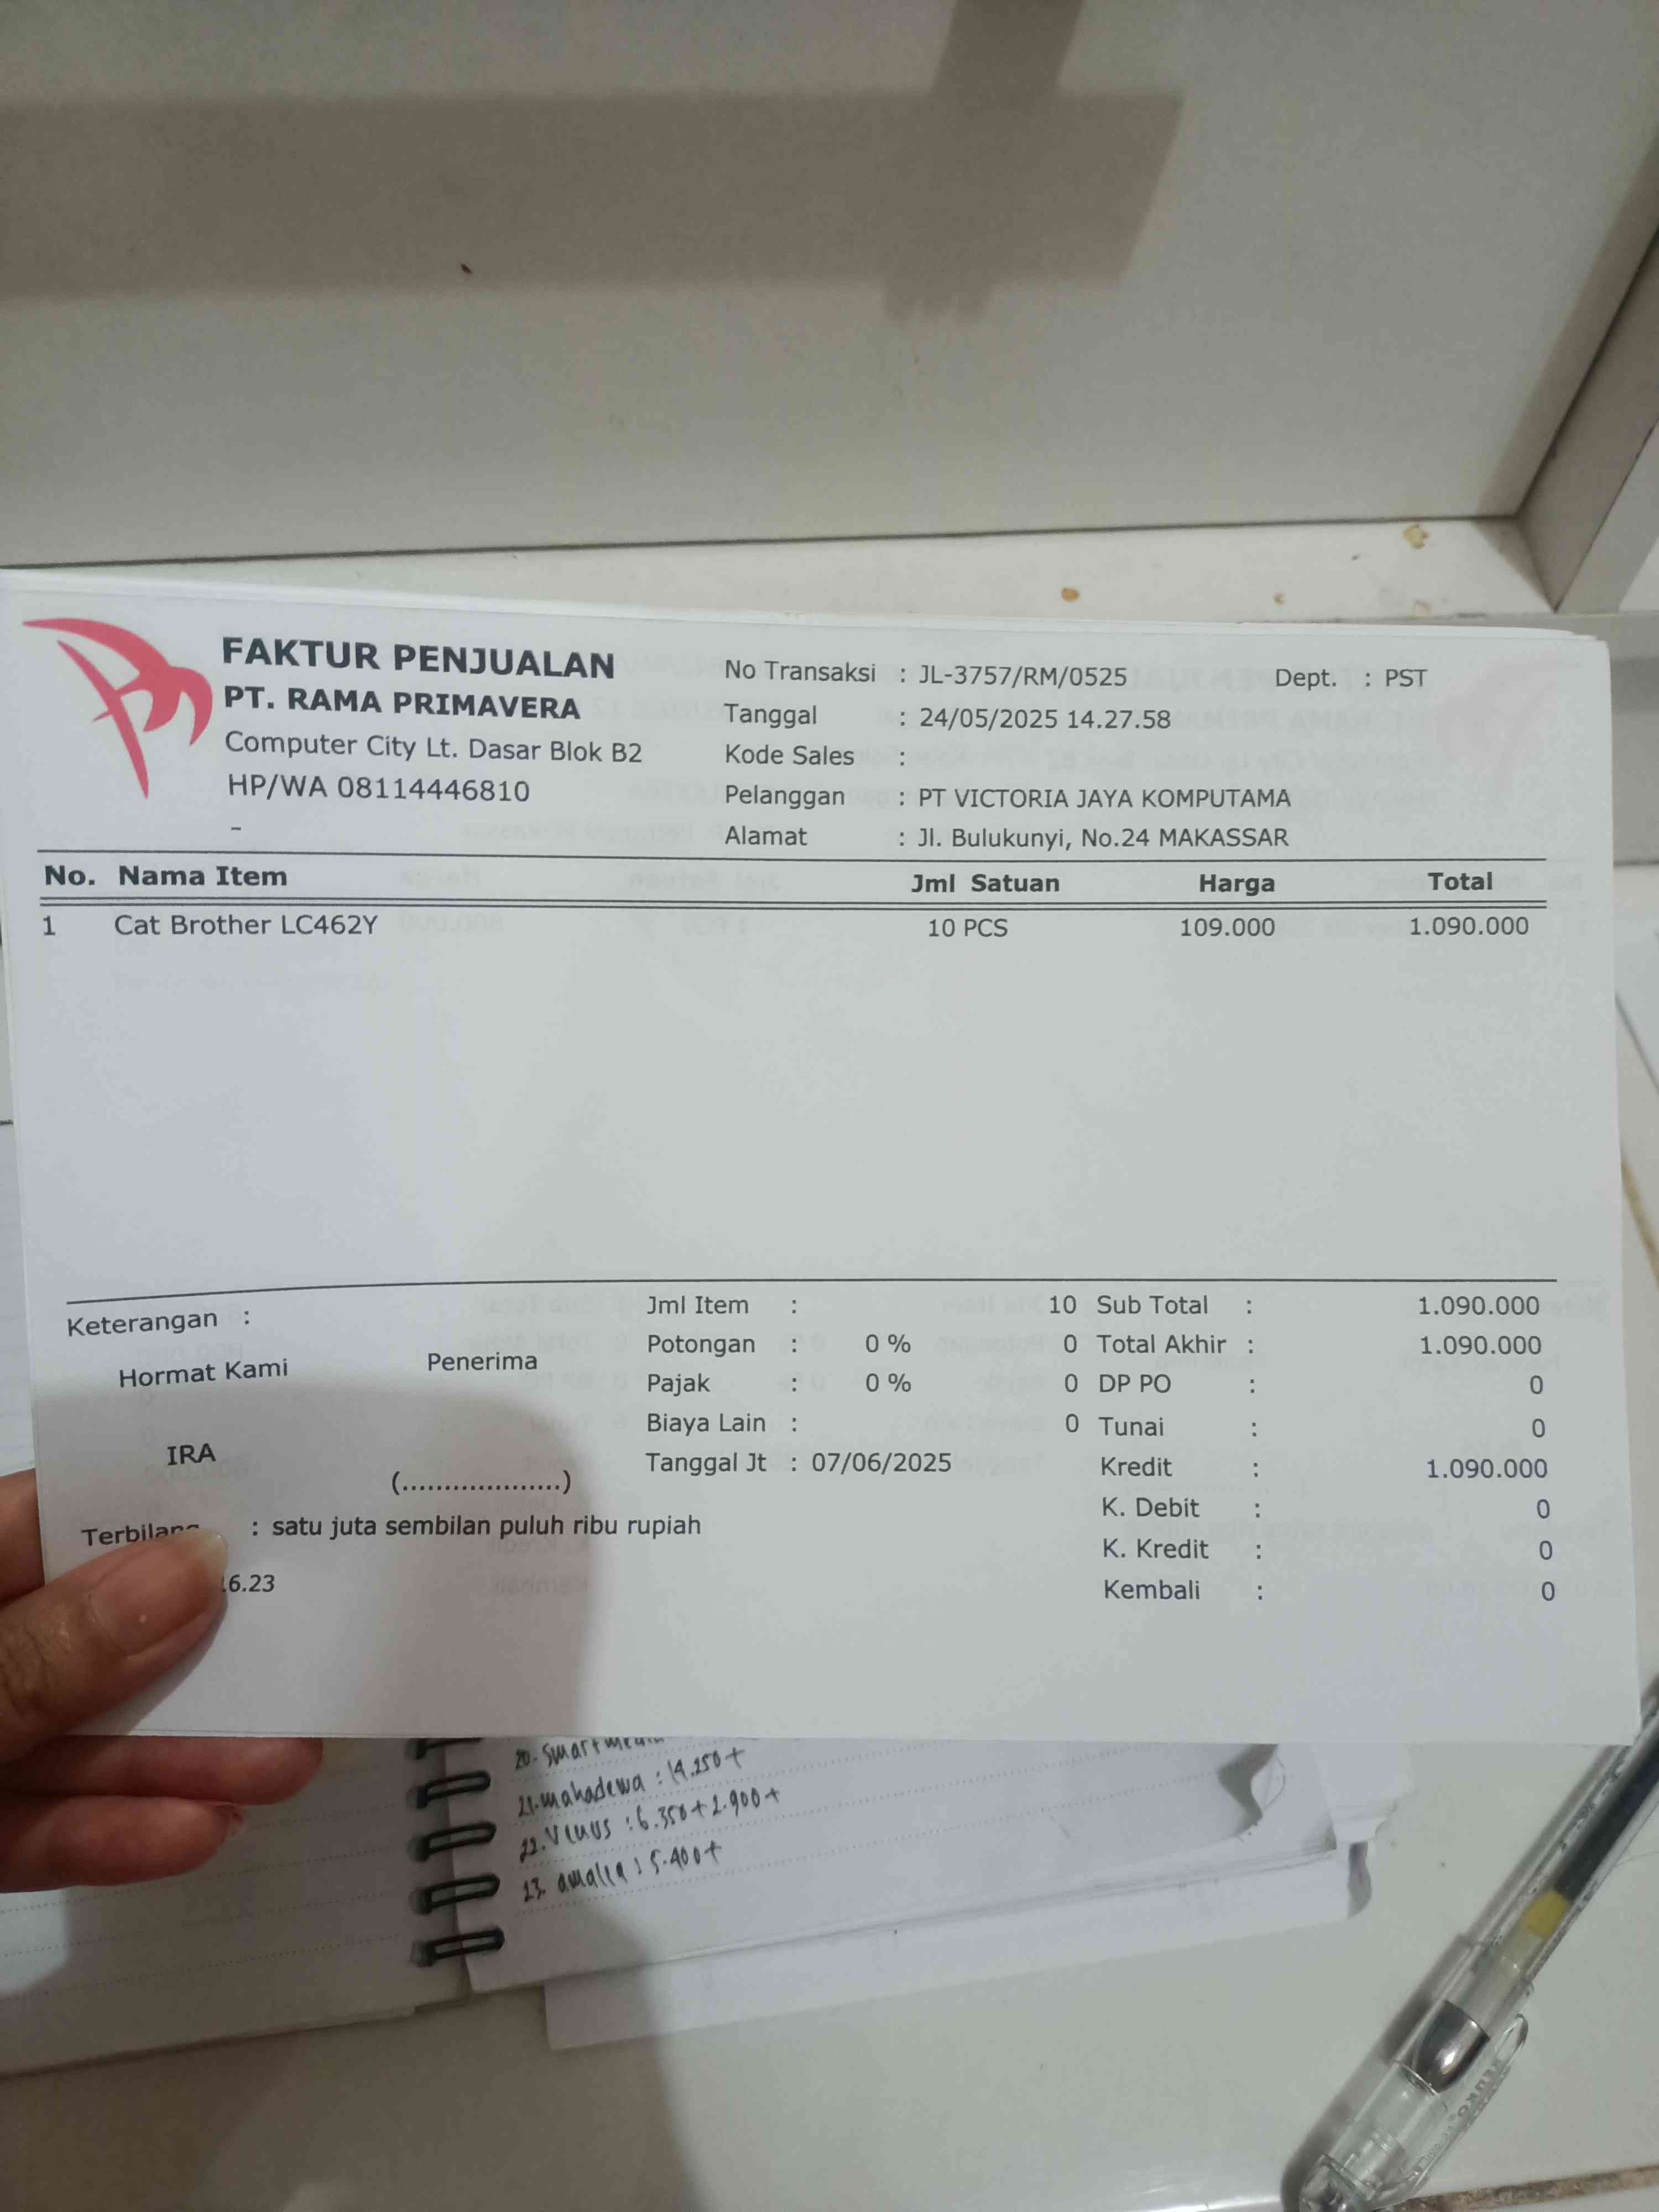 FAKTUR PENJUALAN
PT. RAMA PRIMAVERA
Computer City Lt. Dasar Blok B2
HP/WA 08114446810
-
No Transaksi : JL-3757/RM/0525 Dept. : PST
Tanggal : 24/05/2025 14.27.58
Kode Sales :
Pelanggan : PT VICTORIA JAYA KOMPUTAMA
Alamat : Jl. Bulukunyi, No.24 MAKASSAR
No. Nama Item Jml Satuan Harga Total
1 Cat Brother LC462Y 10 PCS 109.000 1.090.000
Keterangan :
Hormat Kami Penerima
IRA
(....................)
Terbilang : satu juta sembilan puluh ribu rupiah
6.23
Jml Item : 10
Potongan : 0 % 0
Pajak : 0 % 0
Biaya Lain : 0
Tanggal Jt : 07/06/2025
Sub Total : 1.090.000
Total Akhir : 1.090.000
DP PO : 0
Tunai : 0
Kredit : 1.090.000
K. Debit : 0
K. Kredit : 0
Kembali : 0
20. Smart
21. mahadewa : 14.250+
22. Venus : 6.350+2.900+
23. amalia : 5.400+